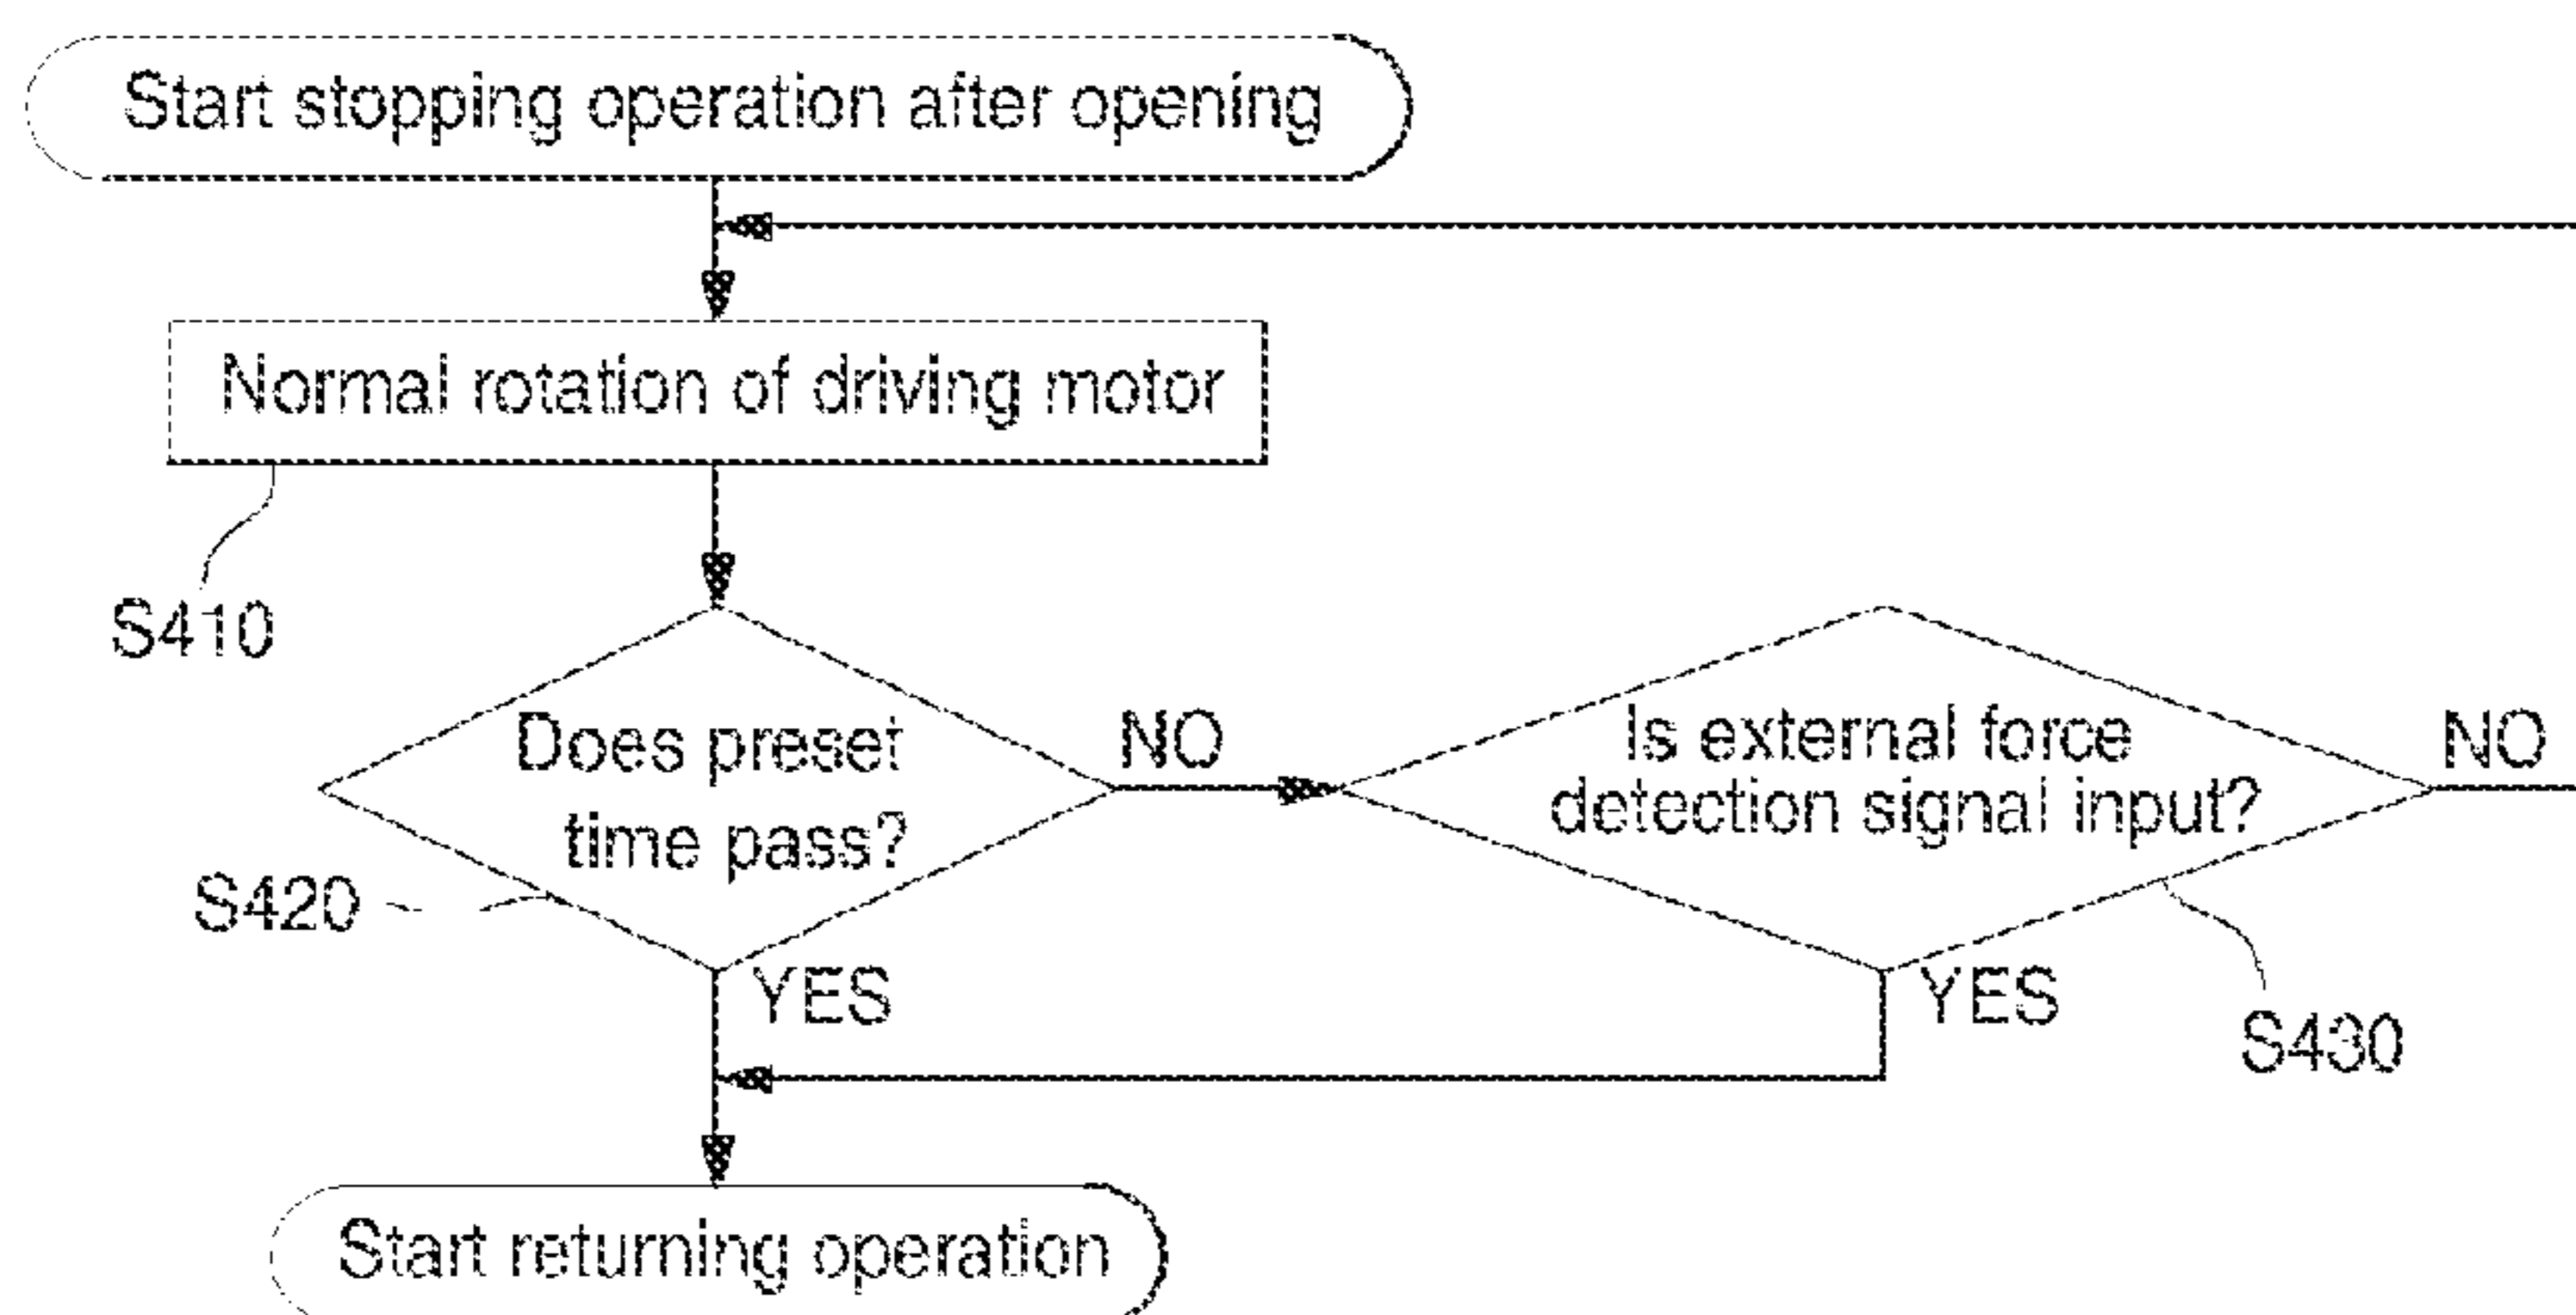 Start stopping operation after opening
Normal rotation of driving motor
S410
Does preset
time pass?
NO
Is external force
detection signal input?
NO
S420
YES
YES
S430
Start returning operation